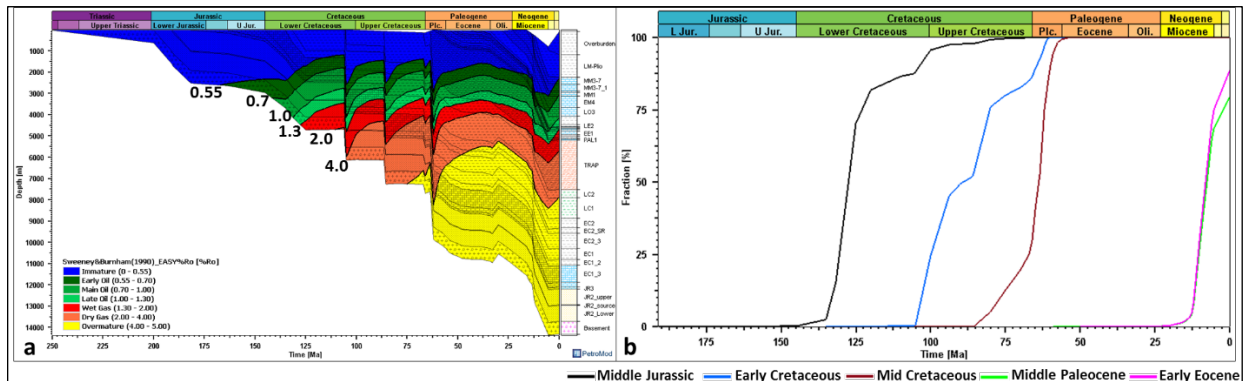 Triassic Jurassic Cretaceous Paleogene Neogene
Upper Triassic Lower Jurassic U Jur. Lower Cretaceous Upper Cretaceous Plc. Eocene Oli. Miocene
Depth [m]
1000
2000
3000
4000
5000
6000
7000
8000
9000
10000
11000
12000
13000
14000
0.55
0.7
1.0
1.3
2.0
4.0
Overburden
LM-Plio
MM3-7
MM3-7_1
MM1
EM4
LO3
LE2
EE1
PAL1
TRAP
LC2
LC1
EC2
EC2_SR
EC2_3
EC1
EC1_2
EC1_3
JR3
JR2_upper
JR2_source
JR2_Lower
Basement
Sweeney&Burnham(1990)_EASY%Ro [%Ro]
Immature (0 - 0.55)
Early Oil (0.55 - 0.70)
Main Oil (0.70 - 1.00)
Late Oil (1.00 - 1.30)
Wet Gas (1.30 - 2.00)
Dry Gas (2.00 - 4.00)
Overmature (4.00 - 5.00)
a
250 200 150 100 75 50 25 0
Time [Ma]
PetroMod
Jurassic Cretaceous Paleogene Neogene
L Jur. U Jur. Lower Cretaceous Upper Cretaceous Plc. Eocene Oli. Miocene
Fraction [%]
100
75
50
25
0
b
175 150 125 100 75 50 25 0
Time [Ma]
Middle Jurassic Early Cretaceous Mid Cretaceous Middle Paleocene Early Eocene